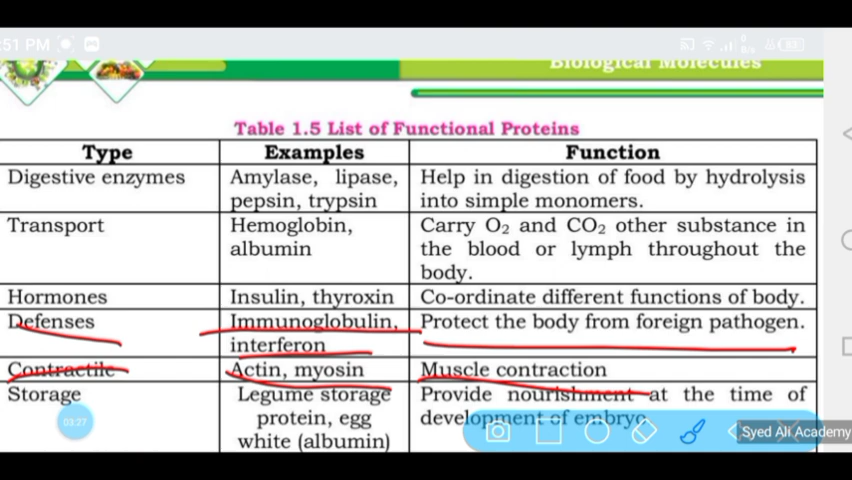 :51 PM
Biological Molecules
Table 1.5 List of Functional Proteins
Type Examples Function
Digestive enzymes Amylase, lipase, Help in digestion of food by hydrolysis
pepsin, trypsin into simple monomers.
Transport Hemoglobin, Carry O₂ and CO₂ other substance in
albumin the blood or lymph throughout the
body.
Hormones Insulin, thyroxin Co-ordinate different functions of body.
Defenses Immunoglobulin, Protect the body from foreign pathogen.
interferon
Contractile Actin, myosin Muscle contraction
Storage Legume storage Provide nourishment at the time of
protein, egg development of embryo
white (albumin)
03:27
Syed Ali Academy